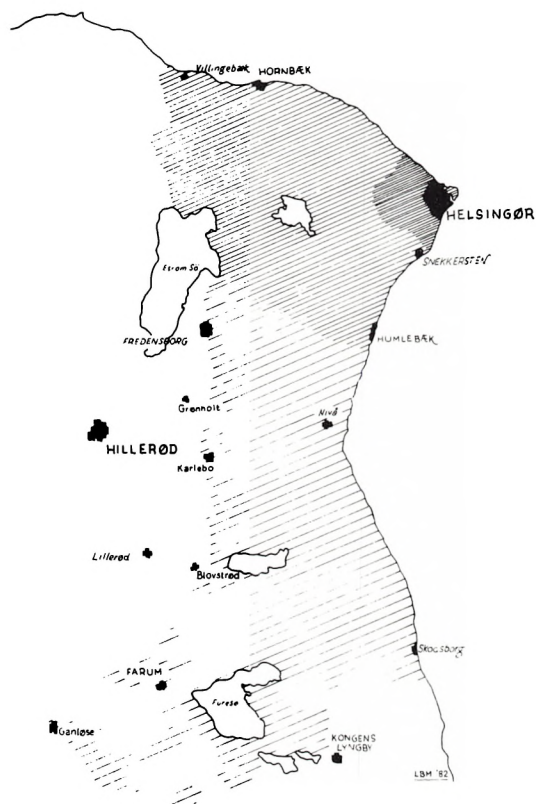 Villingebæk
HORNBÆK
HELSINGØR
SNEKKERSTEN
Esrom Sø
FREDENSBORG
HUMLEBÆK
Grønholt
Nivå
HILLERØD
Karlebo
Lillerød
Blovstrød
Skodsborg
FARUM
Furesø
Ganløse
KONGENS
LYNGBY
LBM '82